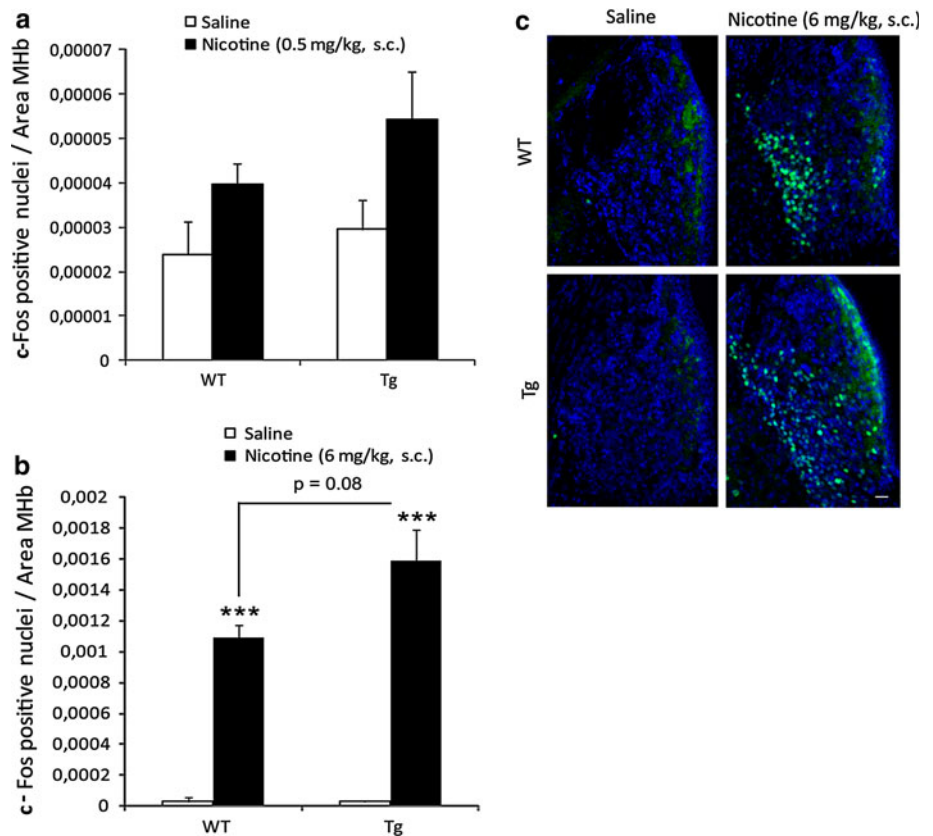 a
Saline
Nicotine (0.5 mg/kg, s.c.)
c-Fos positive nuclei / Area MHb
0,00007
0,00006
0,00005
0,00004
0,00003
0,00002
0,00001
0
WT
Tg
b
Saline
Nicotine (6 mg/kg, s.c.)
p = 0.08
c- Fos positive nuclei / Area MHb
0,002
0,0018
0,0016
0,0014
0,0012
0,001
0,0008
0,0006
0,0004
0,0002
0
***
***
WT
Tg
c
Saline
Nicotine (6 mg/kg, s.c.)
WT
Tg